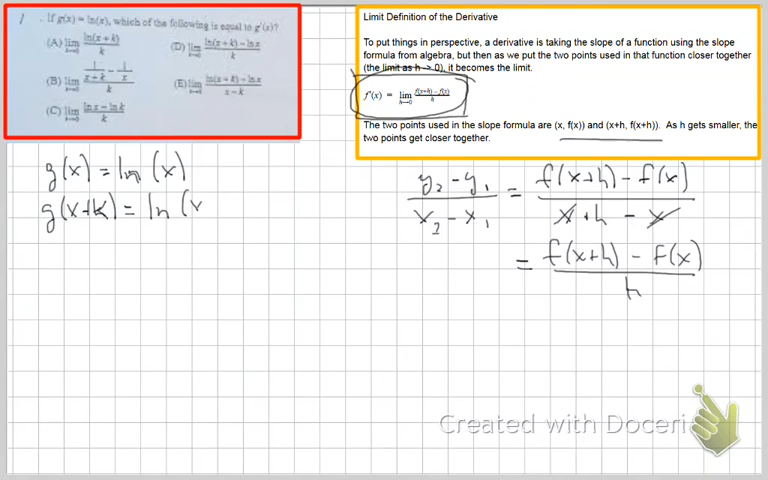 1 . If g(x) = ln(x), which of the following is equal to g'(x)?
(A) lim ln(x + k) / k
(D) lim ln(x + k) − ln x / k
(B) lim 1/(x + k) − 1/x / k
(E) lim ln(x + k) − ln x / x − k
(C) lim ln x − ln k / k
Limit Definition of the Derivative
To put things in perspective, a derivative is taking the slope of a function using the slope
formula from algebra, but then as we put the two points used in that function closer together
(the limit as h -> 0), it becomes the limit.
f'(x) = lim h→0 f(x+h) − f(x) / h
The two points used in the slope formula are (x, f(x)) and (x+h, f(x+h)). As h gets smaller, the
two points get closer together.
g(x) = ln (x)
g(x+k) = ln (x
y₂ − y₁ / x₂ − x₁ = f(x+h) − f(x) / x + h − x
= f(x+h) − f(x) / h
Created with Doceri